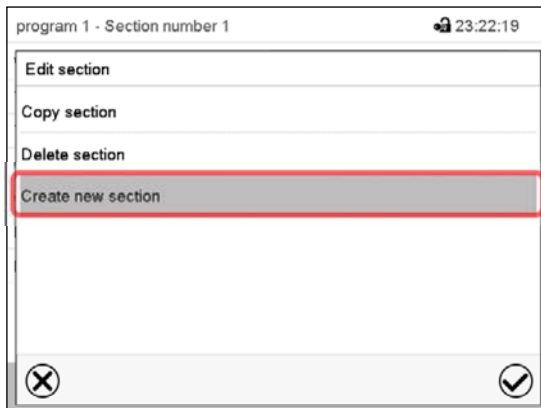 program 1 - Section number 1 23:22:19
Edit section
Copy section
Delete section
Create new section